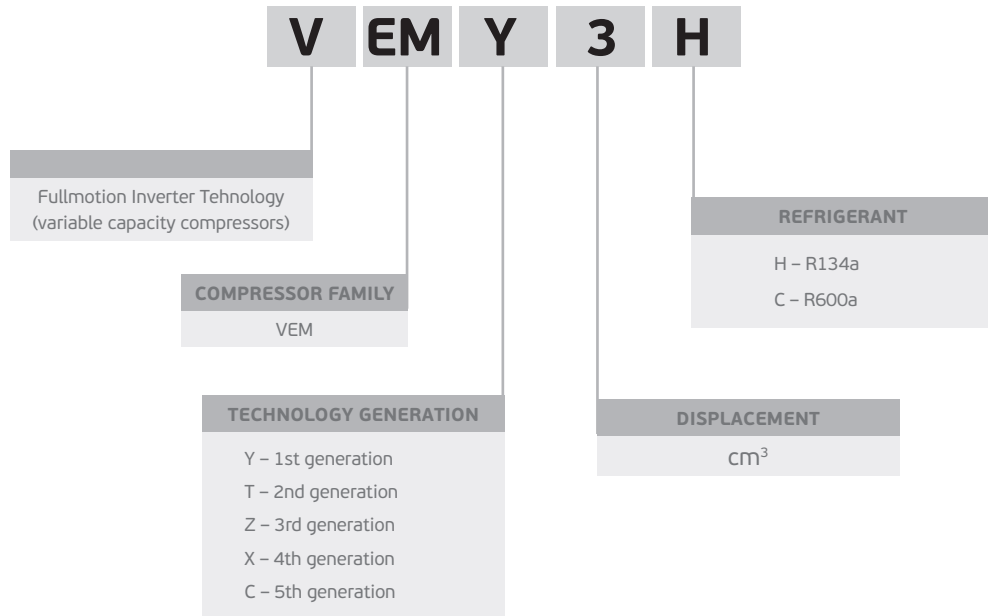 V EM Y 3 H
Fullmotion Inverter Tehnology
(variable capacity compressors)
REFRIGERANT
H – R134a
C – R600a
COMPRESSOR FAMILY
VEM
TECHNOLOGY GENERATION
Y – 1st generation
T – 2nd generation
Z – 3rd generation
X – 4th generation
C – 5th generation
DISPLACEMENT
cm³